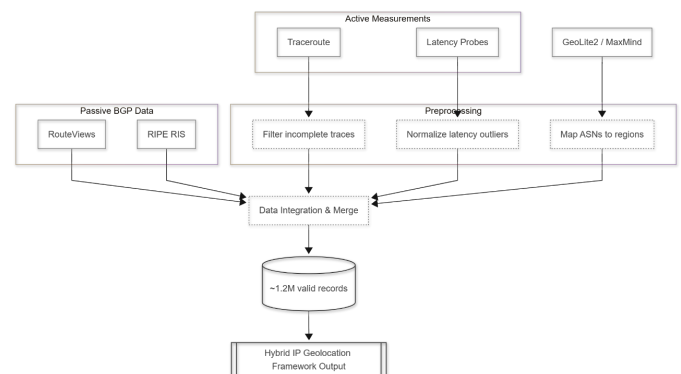 Active Measurements
Traceroute
Latency Probes
GeoLite2 / MaxMind
Passive BGP Data
RouteViews
RIPE RIS
Preprocessing
Filter incomplete traces
Normalize latency outliers
Map ASNs to regions
Data Integration & Merge
~1.2M valid records
Hybrid IP Geolocation
Framework Output